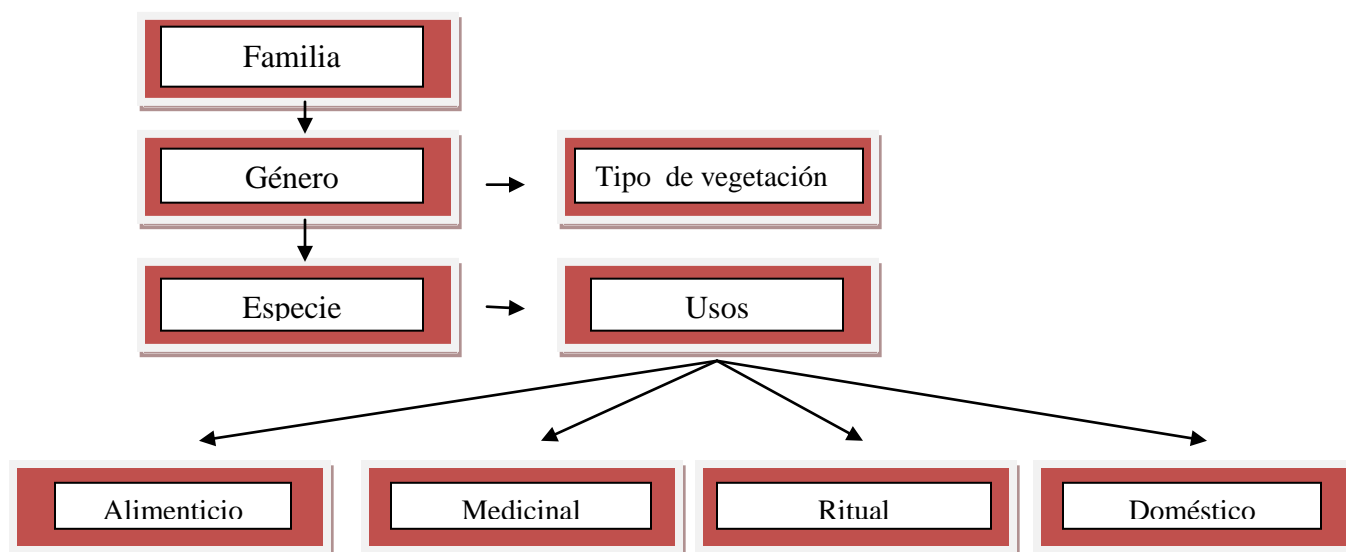 Familia
Género
Tipo de vegetación
Especie
Usos
Alimenticio
Medicinal
Ritual
Doméstico